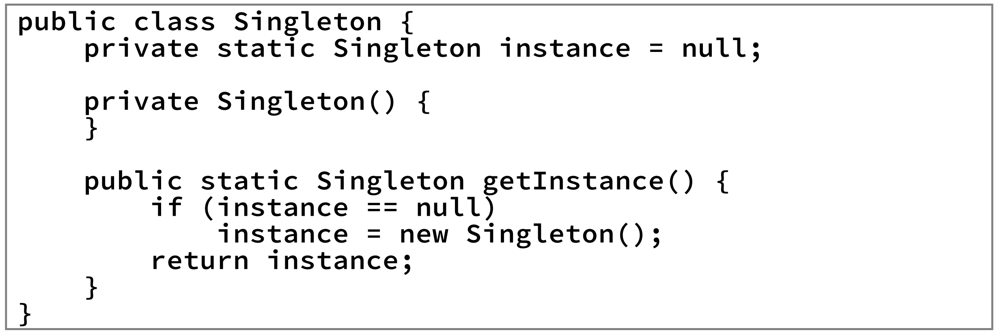 public class Singleton {
    private static Singleton instance = null;

    private Singleton() {
    }

    public static Singleton getInstance() {
        if (instance == null)
            instance = new Singleton();
        return instance;
    }
}